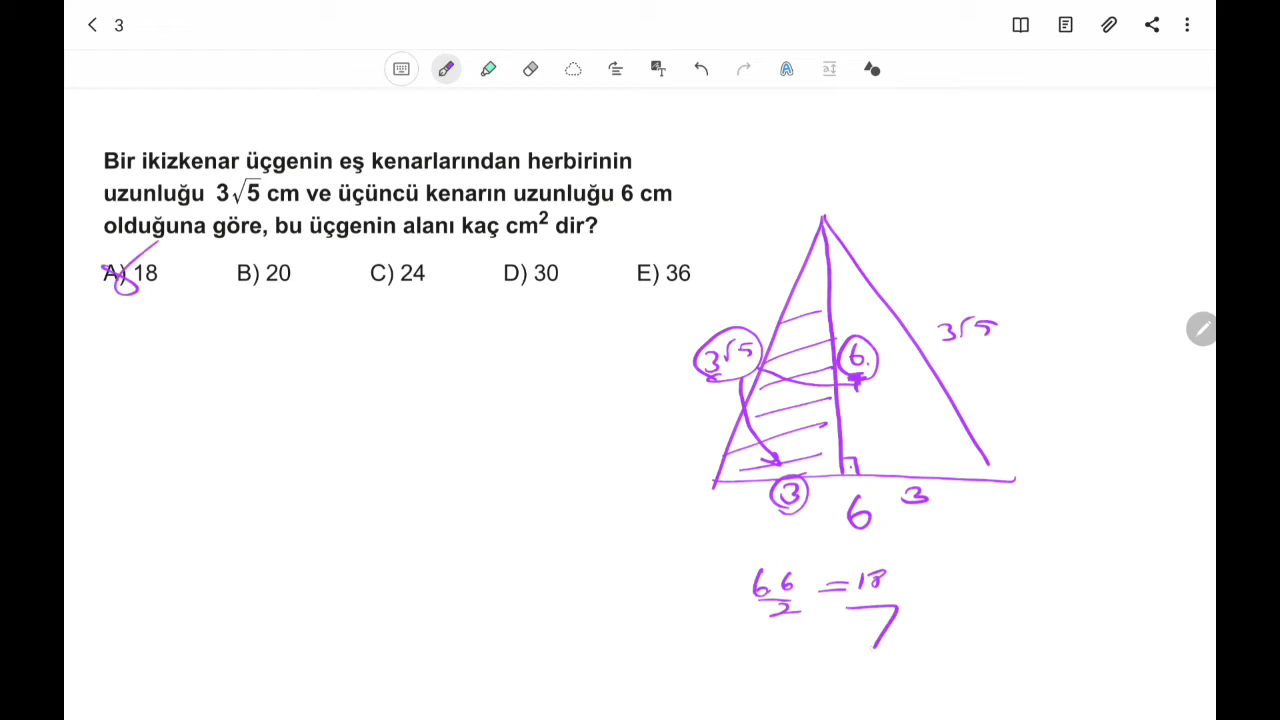 3
Bir ikizkenar üçgenin eş kenarlarından herbirinin
uzunluğu 3√5 cm ve üçüncü kenarın uzunluğu 6 cm
olduğuna göre, bu üçgenin alanı kaç cm² dir?
A) 18 B) 20 C) 24 D) 30 E) 36
3√5
3√5 6
3 6 3
6.6/2 = 18